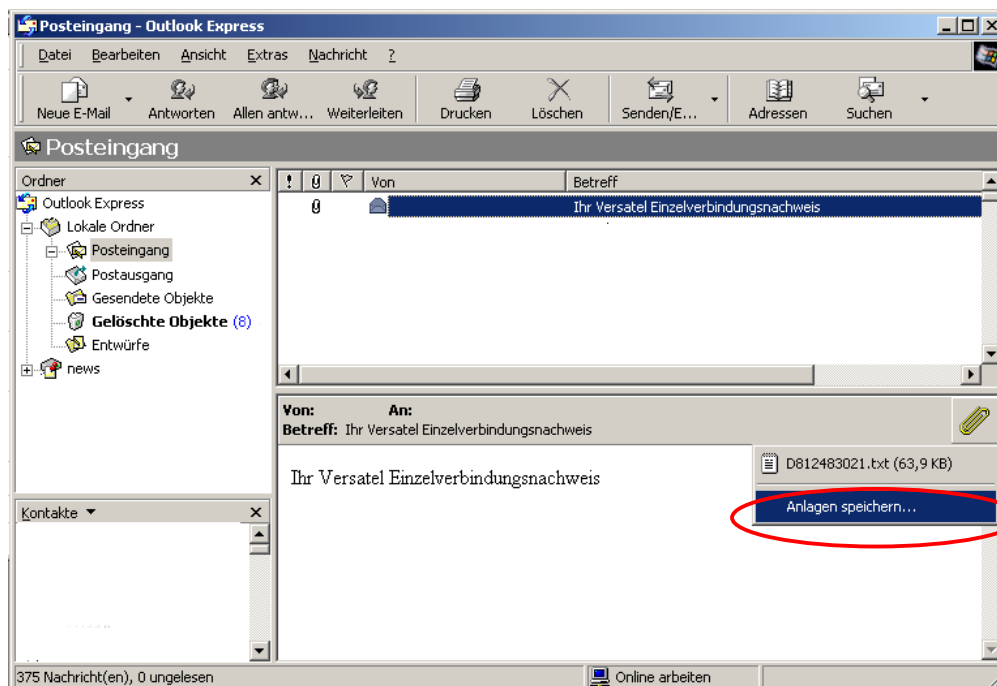 Posteingang - Outlook Express
Datei Bearbeiten Ansicht Extras Nachricht ?
Neue E-Mail Antworten Allen antw... Weiterleiten Drucken Löschen Senden/E... Adressen Suchen
Posteingang
Ordner
! Von Betreff
Outlook Express
Ihr Versatel Einzelverbindungsnachweis
Lokale Ordner
Posteingang
Postausgang
Gesendete Objekte
Gelöschte Objekte (8)
Entwürfe
news
Von: An:
Betreff: Ihr Versatel Einzelverbindungsnachweis
D812483021.txt (63,9 KB)
Ihr Versatel Einzelverbindungsnachweis
Anlagen speichern...
Kontakte
375 Nachricht(en), 0 ungelesen
Online arbeiten